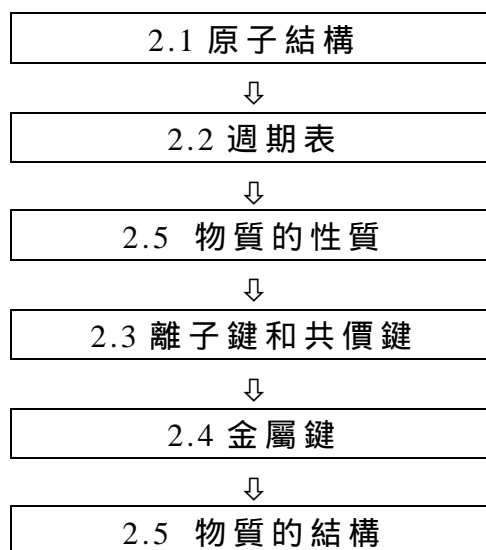 2.1 原子結構
⇩
2.2 週期表
⇩
2.5 物質的性質
⇩
2.3 離子鍵和共價鍵
⇩
2.4 金屬鍵
⇩
2.5 物質的結構